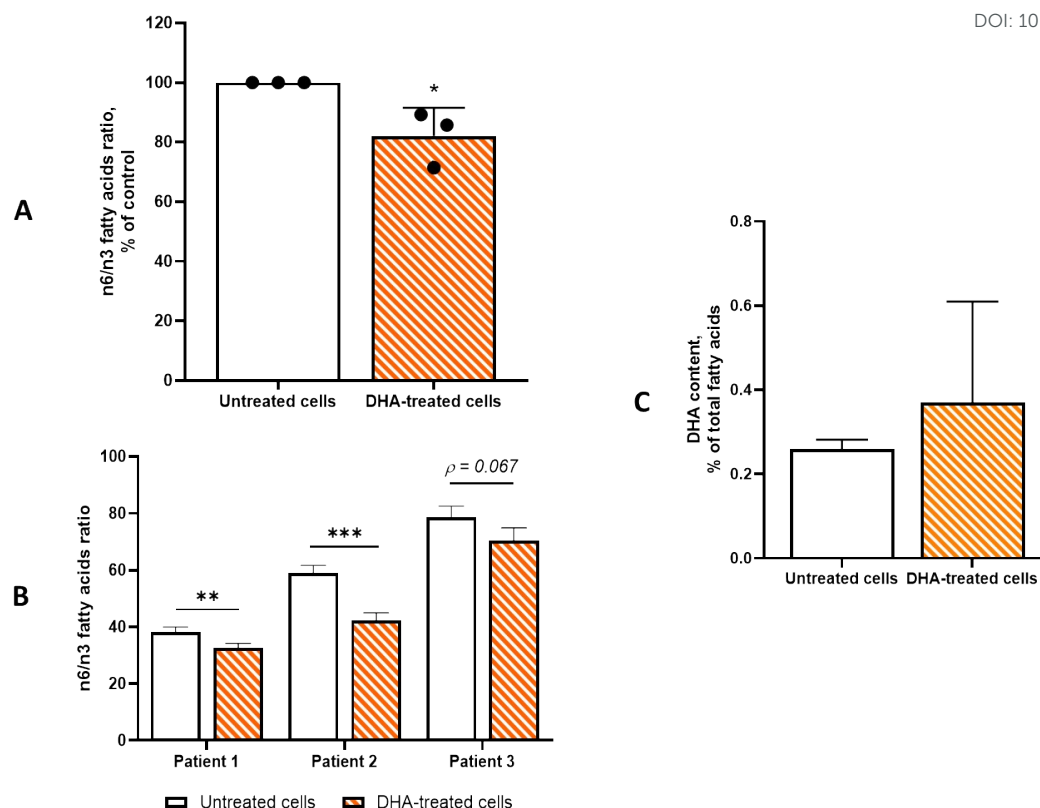 DOI: 10
A
n6/n3 fatty acids ratio,
% of control
120
100
80
60
40
20
0
*
Untreated cells
DHA-treated cells
B
n6/n3 fatty acids ratio
100
80
60
40
20
0
**
***
ρ = 0.067
Patient 1
Patient 2
Patient 3
Untreated cells
DHA-treated cells
C
DHA content,
% of total fatty acids
0.8
0.6
0.4
0.2
0.0
Untreated cells
DHA-treated cells